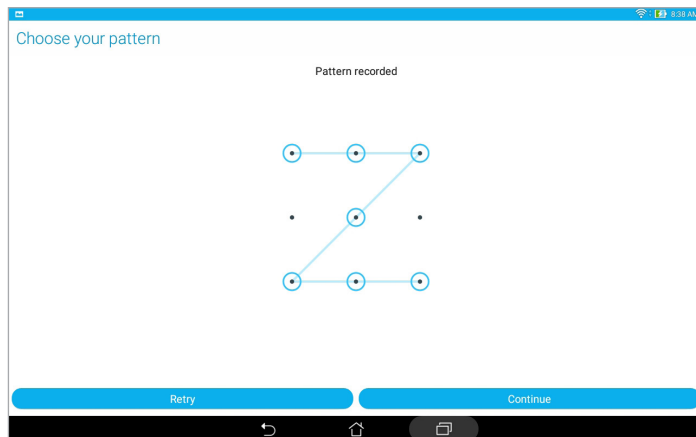 8:38 AM
Choose your pattern
Pattern recorded
Retry
Continue